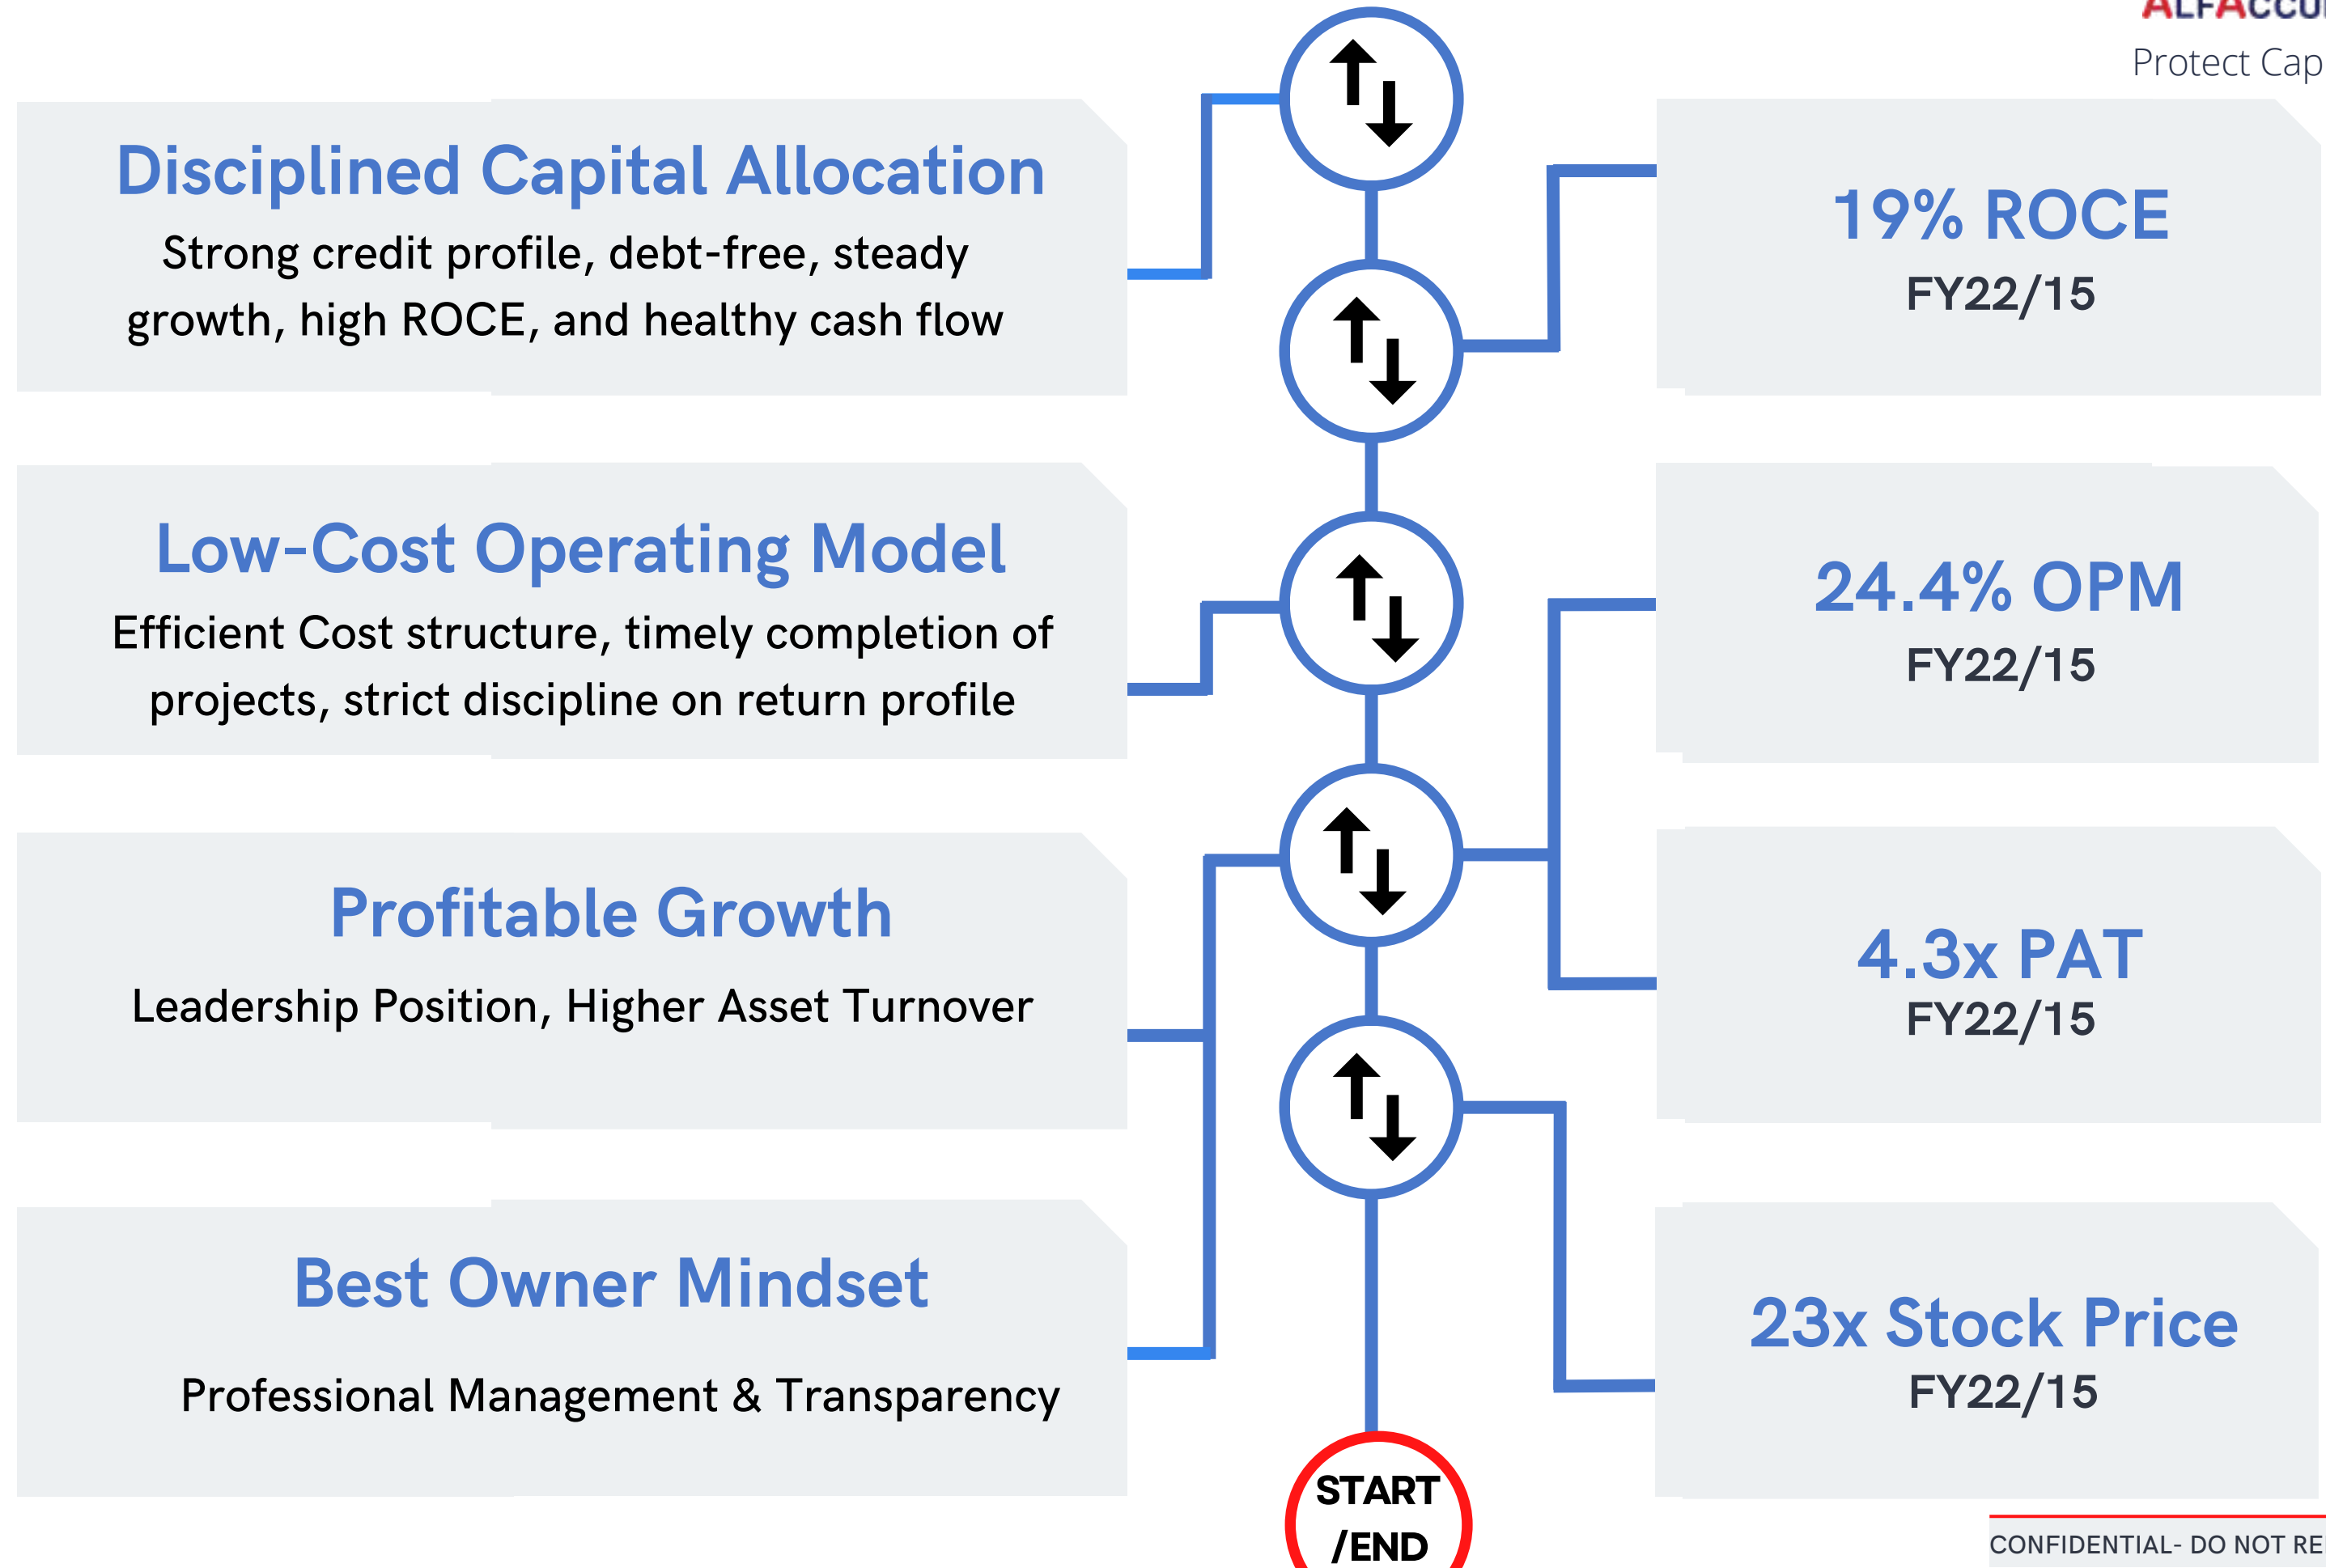 Protect
Disciplined Capital Allocation
Strong credit profile, debt-free, steady
growth, high ROCE, and healthy cash flow
19% ROCE
FY22/15
Low-Cost Operating Model
Efficient Cost structure, timely completion of
projects, strict discipline on return profile
24.4% OPM
FY22/15
Profitable Growth
Leadership Position, Higher Asset Turnover
4.3x PAT
FY22/15
Best Owner Mindset
Professional Management & Transparency
23x Stock Price
FY22/15
START
/END
CONFIDENTIAL- DO NOT